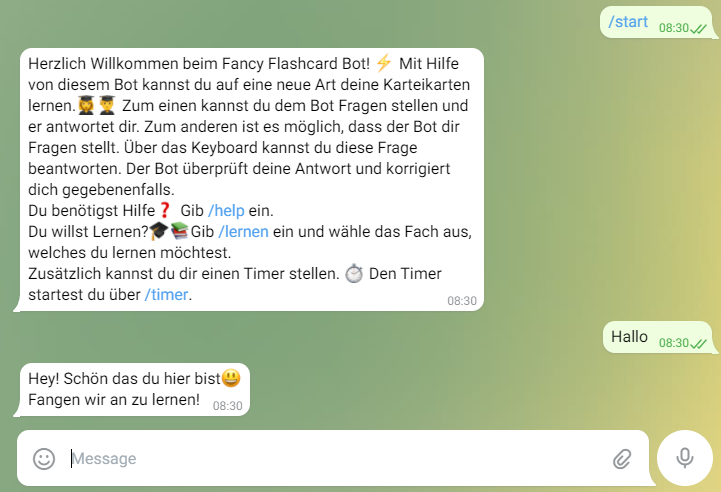 /start 08:30
Herzlich Willkommen beim Fancy Flashcard Bot! ⚡ Mit Hilfe
von diesem Bot kannst du auf eine neue Art deine Karteikarten
lernen.👩‍🎓👨‍🎓 Zum einen kannst du dem Bot Fragen stellen und
er antwortet dir. Zum anderen ist es möglich, dass der Bot dir
Fragen stellt. Über das Keyboard kannst du diese Frage
beantworten. Der Bot überprüft deine Antwort und korrigiert
dich gegebenenfalls.
Du benötigst Hilfe❓ Gib /help ein.
Du willst Lernen?🎓📚Gib /lernen ein und wähle das Fach aus,
welches du lernen möchtest.
Zusätzlich kannst du dir einen Timer stellen. ⏱ Den Timer
startest du über /timer.
08:30
Hallo 08:30
Hey! Schön das du hier bist😃
Fangen wir an zu lernen! 08:30
Message